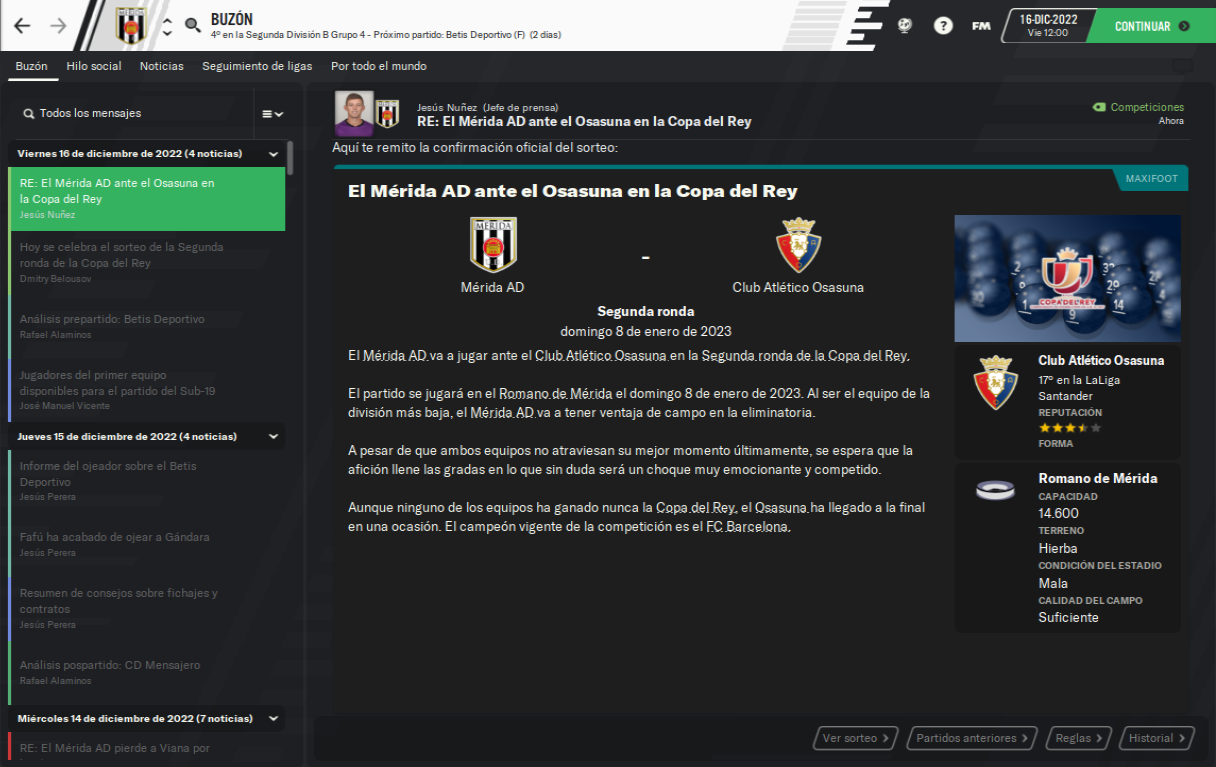 BUZÓN
4º en la Segunda División B Grupo 4 - Próximo partido: Betis Deportivo (F) (2 días)
FM
16-DIC-2022
Vie 12:00
CONTINUAR
Buzón
Hilo social
Noticias
Seguimiento de ligas
Por todo el mundo
Todos los mensajes
Viernes 16 de diciembre de 2022 (4 noticias)
RE: El Mérida AD ante el Osasuna en
la Copa del Rey
Jesús Nuñez
Hoy se celebra el sorteo de la Segunda
ronda de la Copa del Rey
Dmitry Belousov
Análisis prepartido: Betis Deportivo
Rafael Alaminos
Jugadores del primer equipo
disponibles para el partido del Sub-19
José Manuel Vicente
Jueves 15 de diciembre de 2022 (4 noticias)
Informe del ojeador sobre el Betis
Deportivo
Jesús Perera
Fafú ha acabado de ojear a Gándara
Jesús Perera
Resumen de consejos sobre fichajes y
contratos
Jesús Perera
Análisis pospartido: CD Mensajero
Rafael Alaminos
Miércoles 14 de diciembre de 2022 (7 noticias)
RE: El Mérida AD pierde a Viana por
Jesús Nuñez (Jefe de prensa)
RE: El Mérida AD ante el Osasuna en la Copa del Rey
Competiciones
Ahora
Aquí te remito la confirmación oficial del sorteo:
MAXIFOOT
El Mérida AD ante el Osasuna en la Copa del Rey
MÉRIDA
-
Mérida AD
Club Atlético Osasuna
Segunda ronda
domingo 8 de enero de 2023
El Mérida AD va a jugar ante el Club Atlético Osasuna en la Segunda ronda de la Copa del Rey.
El partido se jugará en el Romano de Mérida el domingo 8 de enero de 2023. Al ser el equipo de la
división más baja, el Mérida AD va a tener ventaja de campo en la eliminatoria.
A pesar de que ambos equipos no atraviesan su mejor momento últimamente, se espera que la
afición llene las gradas en lo que sin duda será un choque muy emocionante y competido.
Aunque ninguno de los equipos ha ganado nunca la Copa del Rey, el Osasuna ha llegado a la final
en una ocasión. El campeón vigente de la competición es el FC Barcelona.
COPA DEL REY
Club Atlético Osasuna
17º en la LaLiga
Santander
REPUTACIÓN
FORMA
Romano de Mérida
CAPACIDAD
14.600
TERRENO
Hierba
CONDICIÓN DEL ESTADIO
Mala
CALIDAD DEL CAMPO
Suficiente
Ver sorteo
Partidos anteriores
Reglas
Historial